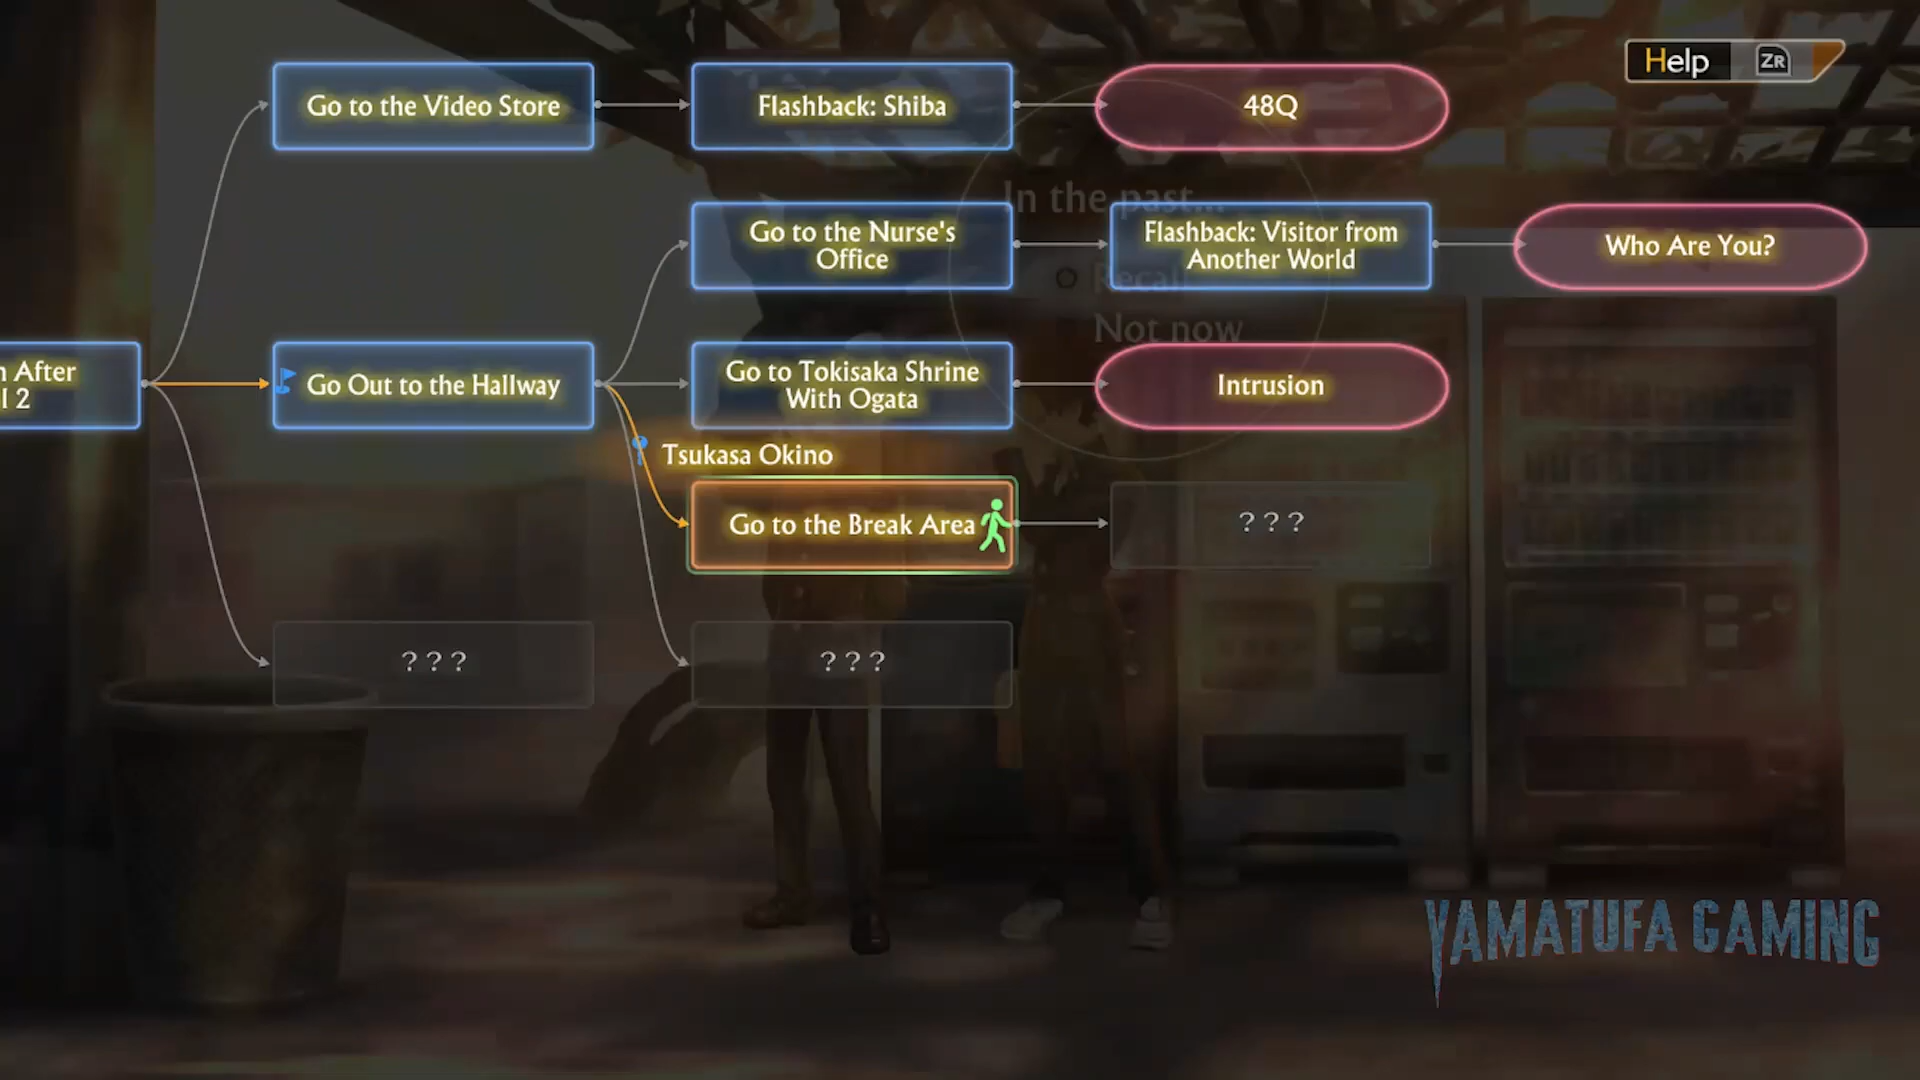 Help ZR
Go to the Video Store
Flashback: Shiba
48Q
In the past...
Go to the Nurse's
Office
Flashback: Visitor from
Another World
Who Are You?
Recall
Not now
After
2
Go Out to the Hallway
Go to Tokisaka Shrine
With Ogata
Intrusion
Tsukasa Okino
Go to the Break Area
???
???
???
YAMATUFA GAMING